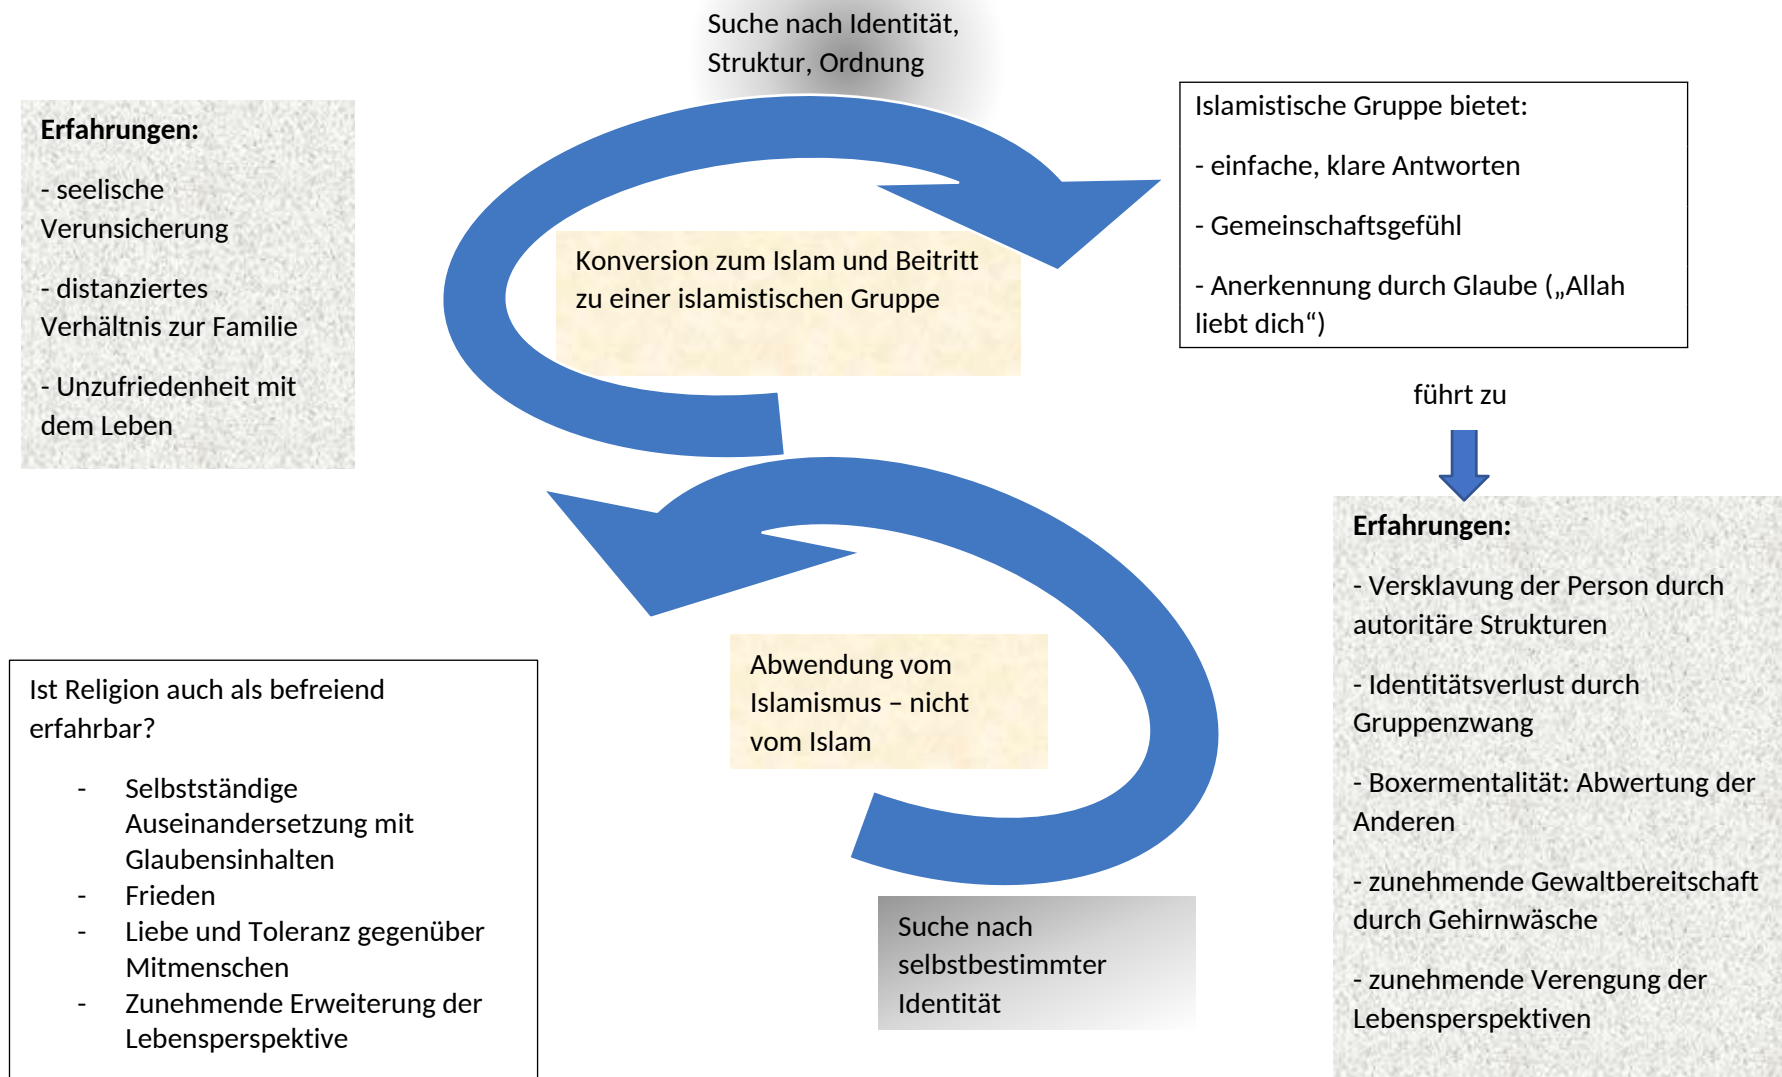 Suche nach Identität,
Struktur, Ordnung
Erfahrungen:
- seelische
Verunsicherung
- distanziertes
Verhältnis zur Familie
- Unzufriedenheit mit
dem Leben
Konversion zum Islam und Beitritt
zu einer islamistischen Gruppe
Islamistische Gruppe bietet:
- einfache, klare Antworten
- Gemeinschaftsgefühl
- Anerkennung durch Glaube („Allah
liebt dich“)
führt zu
Erfahrungen:
- Versklavung der Person durch
autoritäre Strukturen
- Identitätsverlust durch
Gruppenzwang
- Boxermentalität: Abwertung der
Anderen
- zunehmende Gewaltbereitschaft
durch Gehirnwäsche
- zunehmende Verengung der
Lebensperspektiven
Abwendung vom
Islamismus – nicht
vom Islam
Suche nach
selbstbestimmter
Identität
Ist Religion auch als befreiend
erfahrbar?
- Selbstständige
Auseinandersetzung mit
Glaubensinhalten
- Frieden
- Liebe und Toleranz gegenüber
Mitmenschen
- Zunehmende Erweiterung der
Lebensperspektive